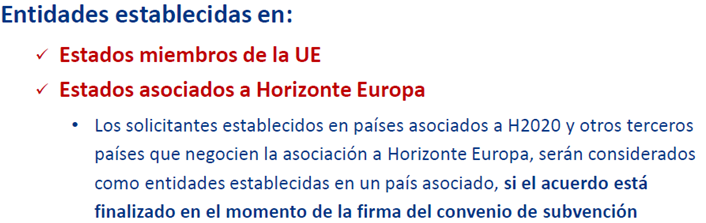 Entidades establecidas en:
✓ Estados miembros de la UE
✓ Estados asociados a Horizonte Europa
• Los solicitantes establecidos en países asociados a H2020 y otros terceros
países que negocien la asociación a Horizonte Europa, serán considerados
como entidades establecidas en un país asociado, si el acuerdo está
finalizado en el momento de la firma del convenio de subvención